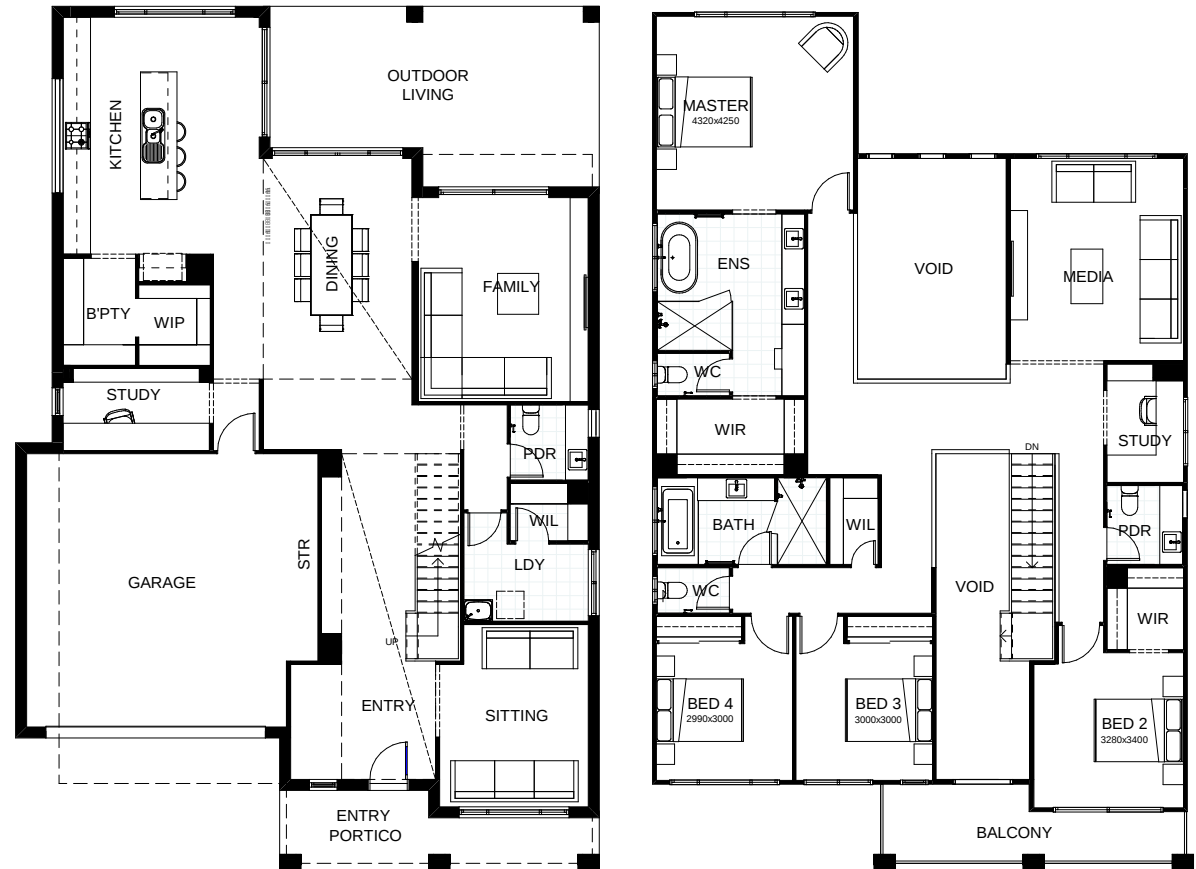 OUTDOOR
LIVING
KITCHEN
DINING
FAMILY
B'PTY
WIP
STUDY
PDR
WIL
LDY
STR
GARAGE
UP
ENTRY
SITTING
ENTRY
PORTICO
MASTER
4320x4250
VOID
MEDIA
ENS
WC
WIR
STUDY
DN
BATH
WIL
PDR
WC
VOID
WIR
BED 4
2990x3000
BED 3
3000x3000
BED 2
3280x3400
BALCONY